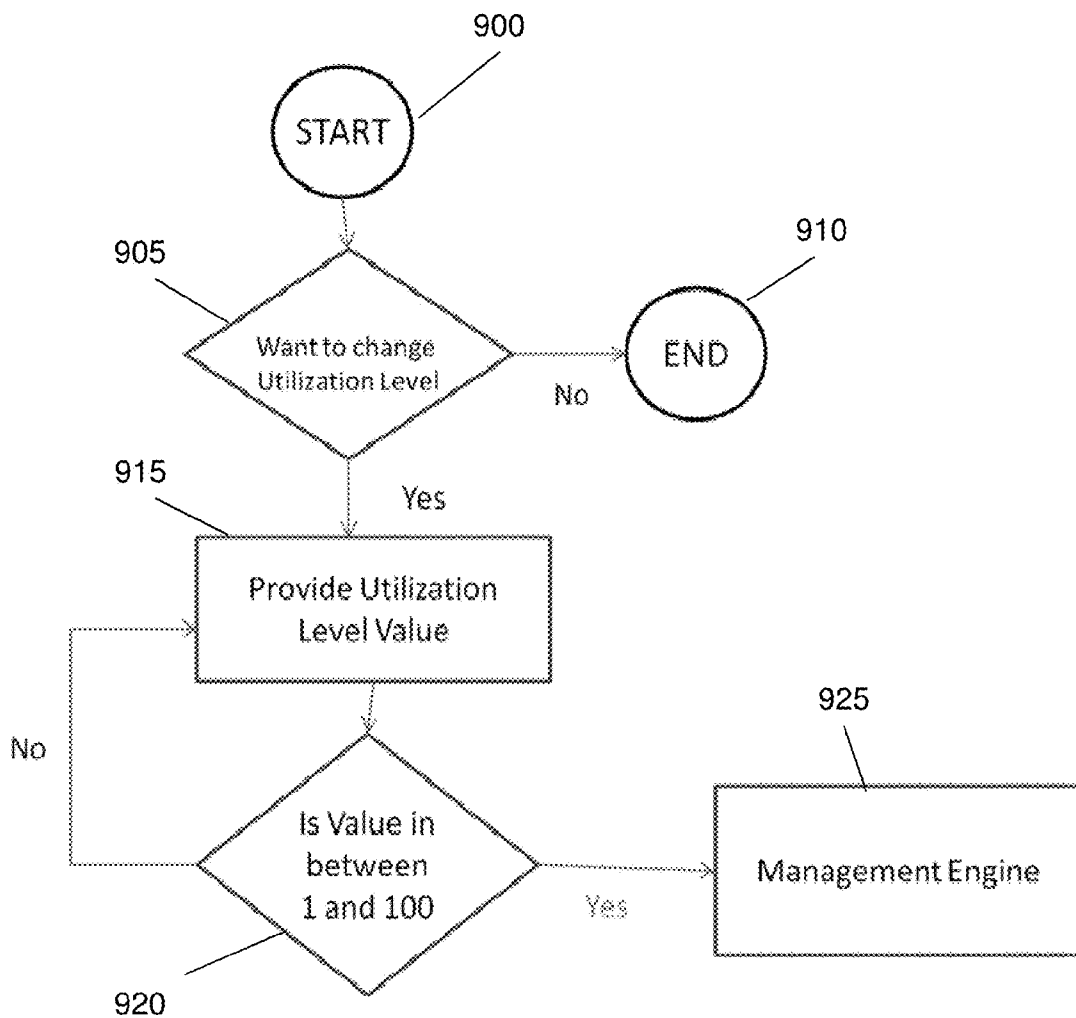 900
START
905
910
Want to change
Utilization Level
END
No
915
Yes
Provide Utilization
Level Value
925
No
Is Value in
between
1 and 100
Management Engine
Yes
920